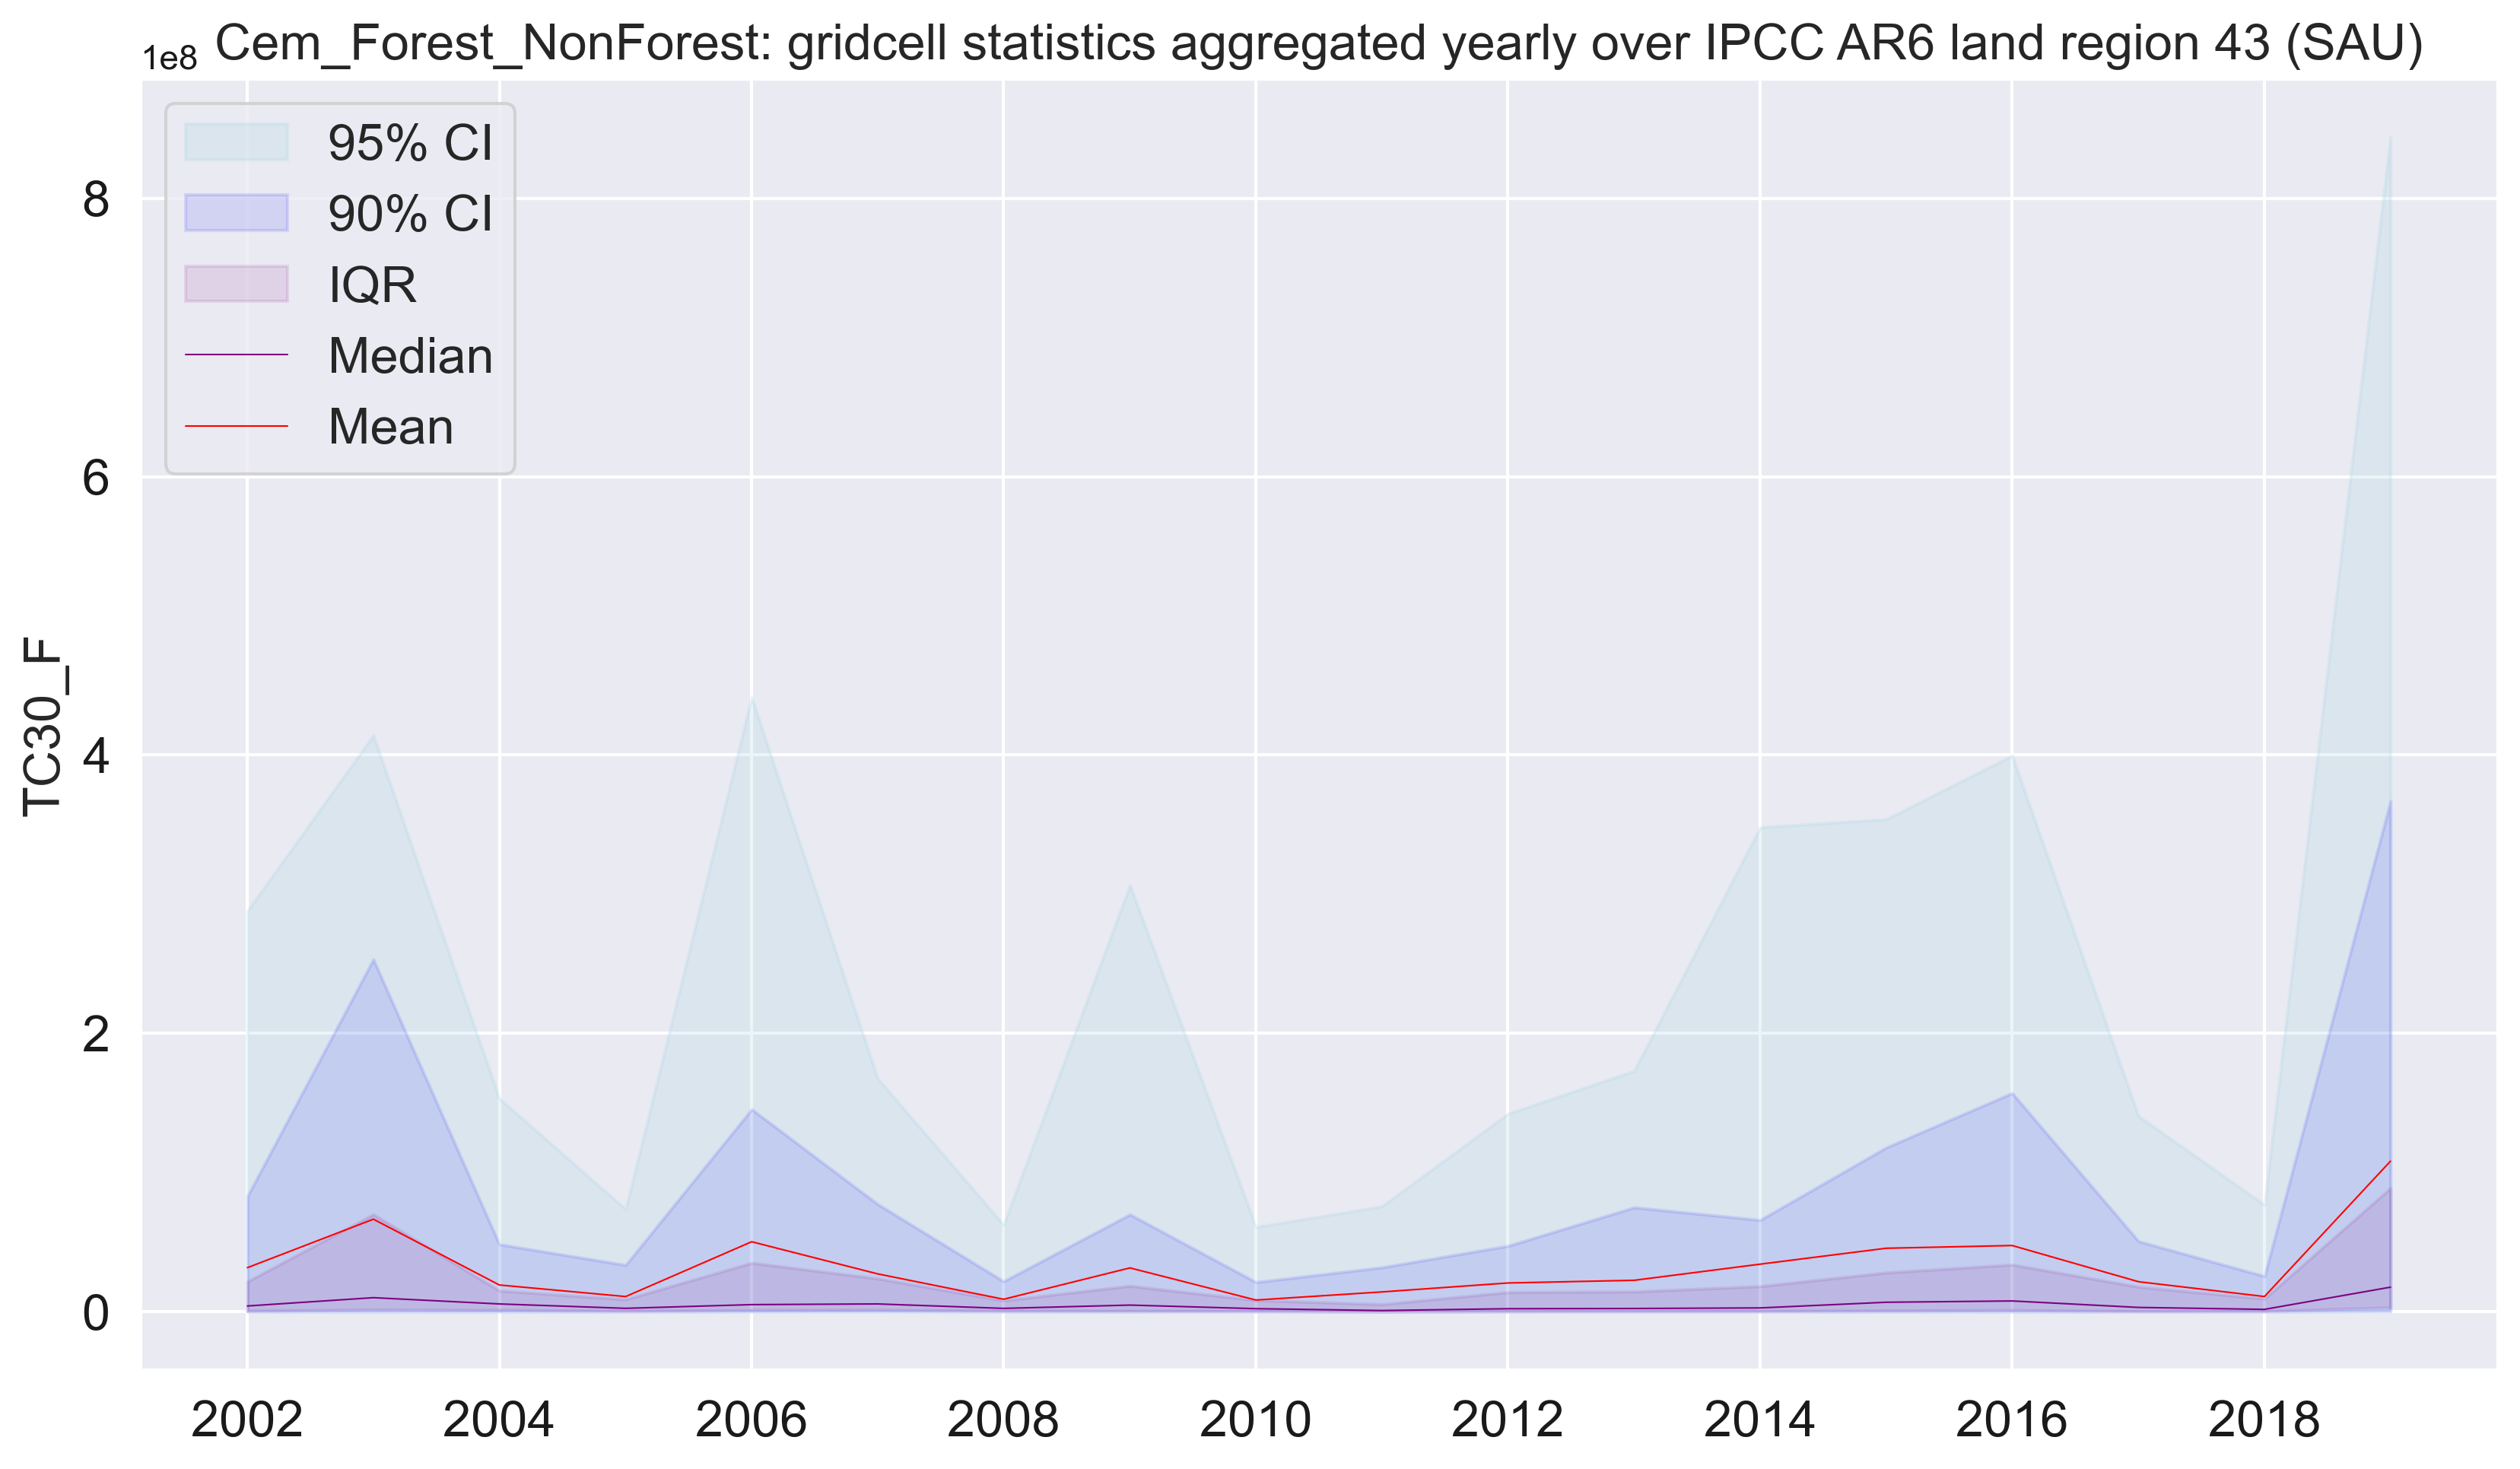 1e8 Cem_Forest_NonForest: gridcell statistics aggregated yearly over IPCC AR6 land region 43 (SAU)
95% CI
90% CI
IQR
Median
Mean
8
6
4
2
0
TC30_F
2002 2004 2006 2008 2010 2012 2014 2016 2018